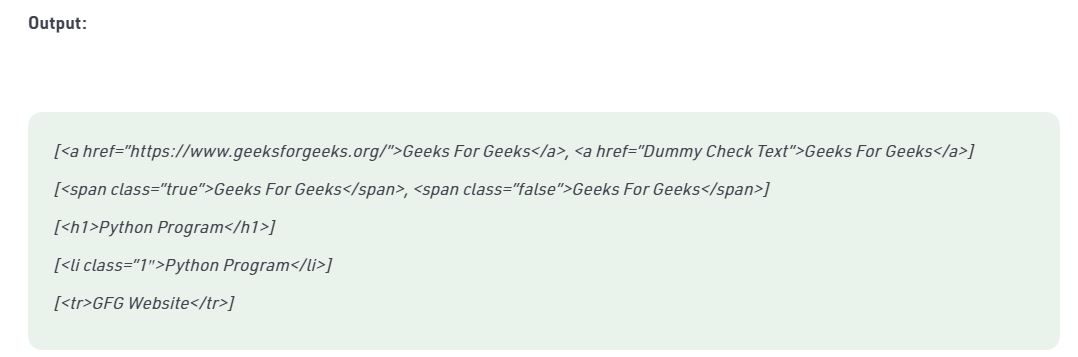 Output:
[<a href=”https://www.geeksforgeeks.org/”>Geeks For Geeks</a>, <a href=”Dummy Check Text”>Geeks For Geeks</a>]
[<span class=”true”>Geeks For Geeks</span>, <span class=”false”>Geeks For Geeks</span>]
[<h1>Python Program</h1>]
[<li class=”1″>Python Program</li>]
[<tr>GFG Website</tr>]